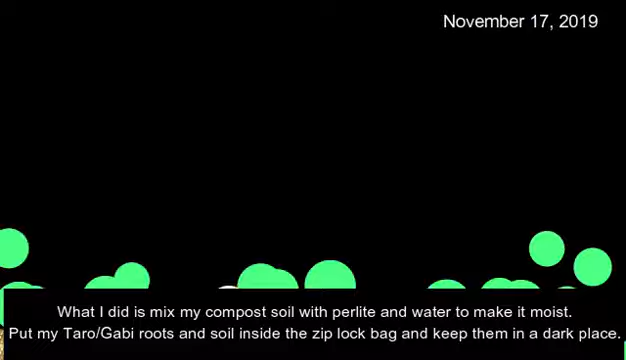 November 17, 2019
What I did is mix my compost soil with perlite and water to make it moist.
Put my Taro/Gabi roots and soil inside the zip lock bag and keep them in a dark place.